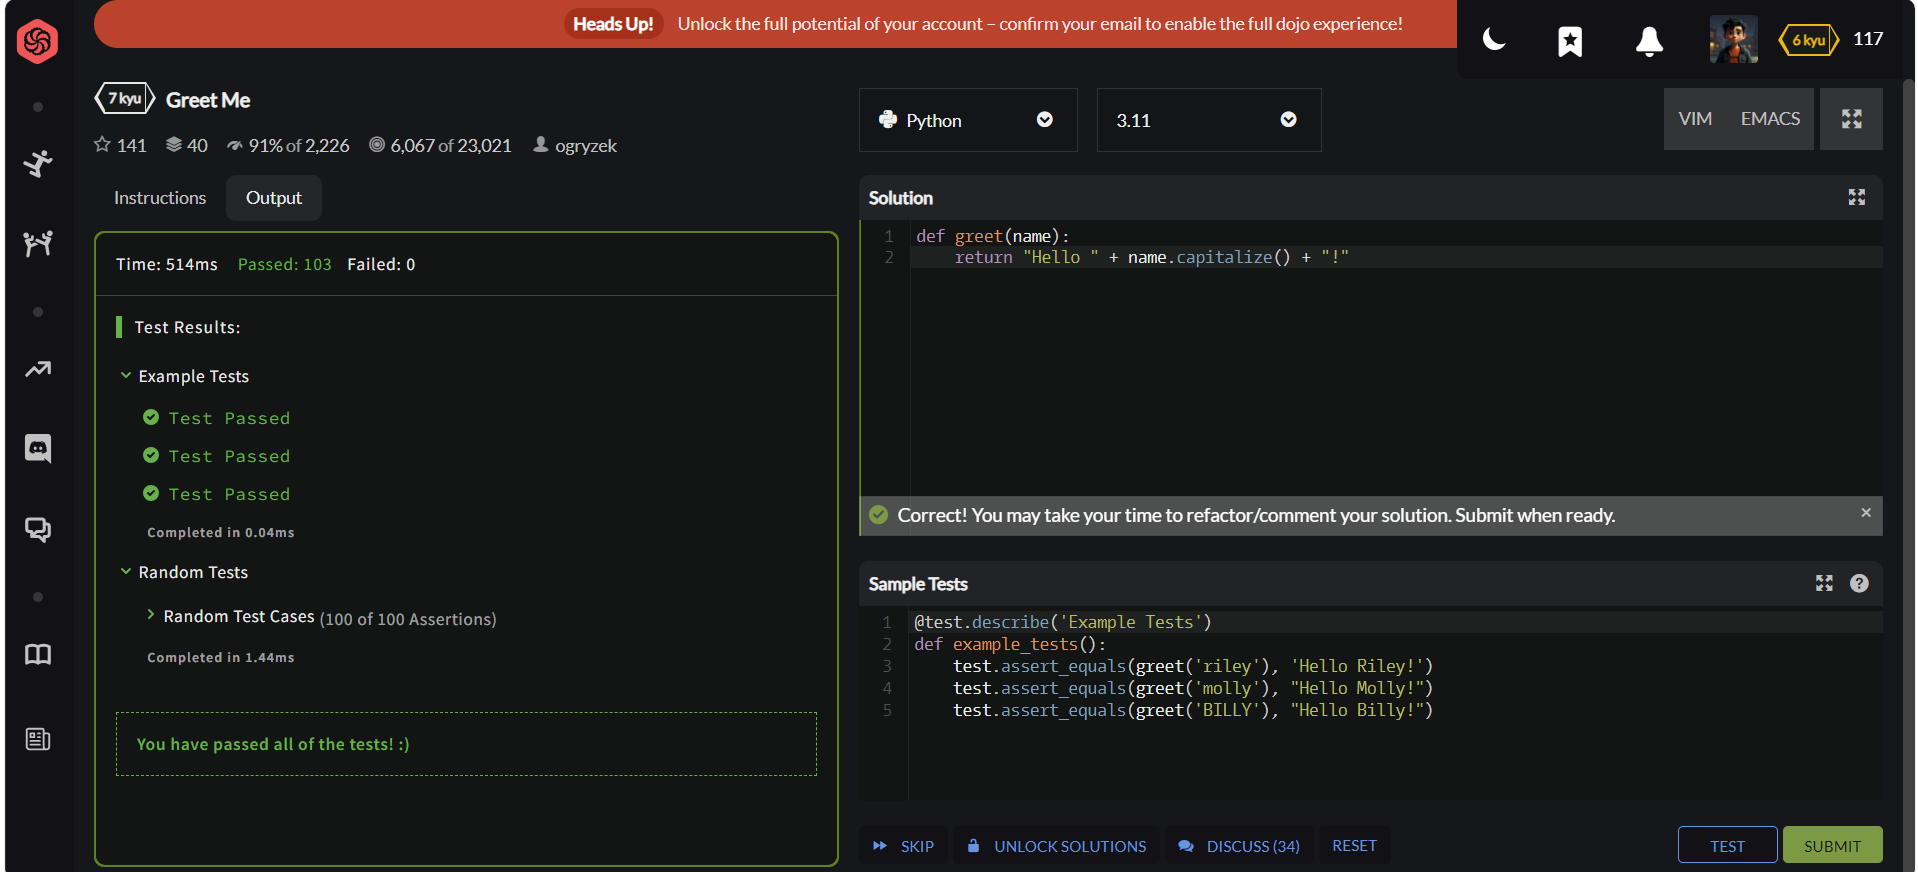 Heads Up! Unlock the full potential of your account – confirm your email to enable the full dojo experience!
6 kyu 117
7 kyu Greet Me
141 40 91% of 2,226 6,067 of 23,021 ogryzek
Instructions Output
Time: 514ms Passed: 103 Failed: 0
Test Results:
Example Tests
Test Passed
Test Passed
Test Passed
Completed in 0.04ms
Random Tests
Random Test Cases (100 of 100 Assertions)
Completed in 1.44ms
You have passed all of the tests! :)
Python 3.11 VIM EMACS
Solution
1 def greet(name):
2     return "Hello " + name.capitalize() + "!"
Correct! You may take your time to refactor/comment your solution. Submit when ready. ×
Sample Tests ?
1 @test.describe('Example Tests')
2 def example_tests():
3     test.assert_equals(greet('riley'), 'Hello Riley!')
4     test.assert_equals(greet('molly'), "Hello Molly!")
5     test.assert_equals(greet('BILLY'), "Hello Billy!")
SKIP UNLOCK SOLUTIONS DISCUSS (34) RESET TEST SUBMIT